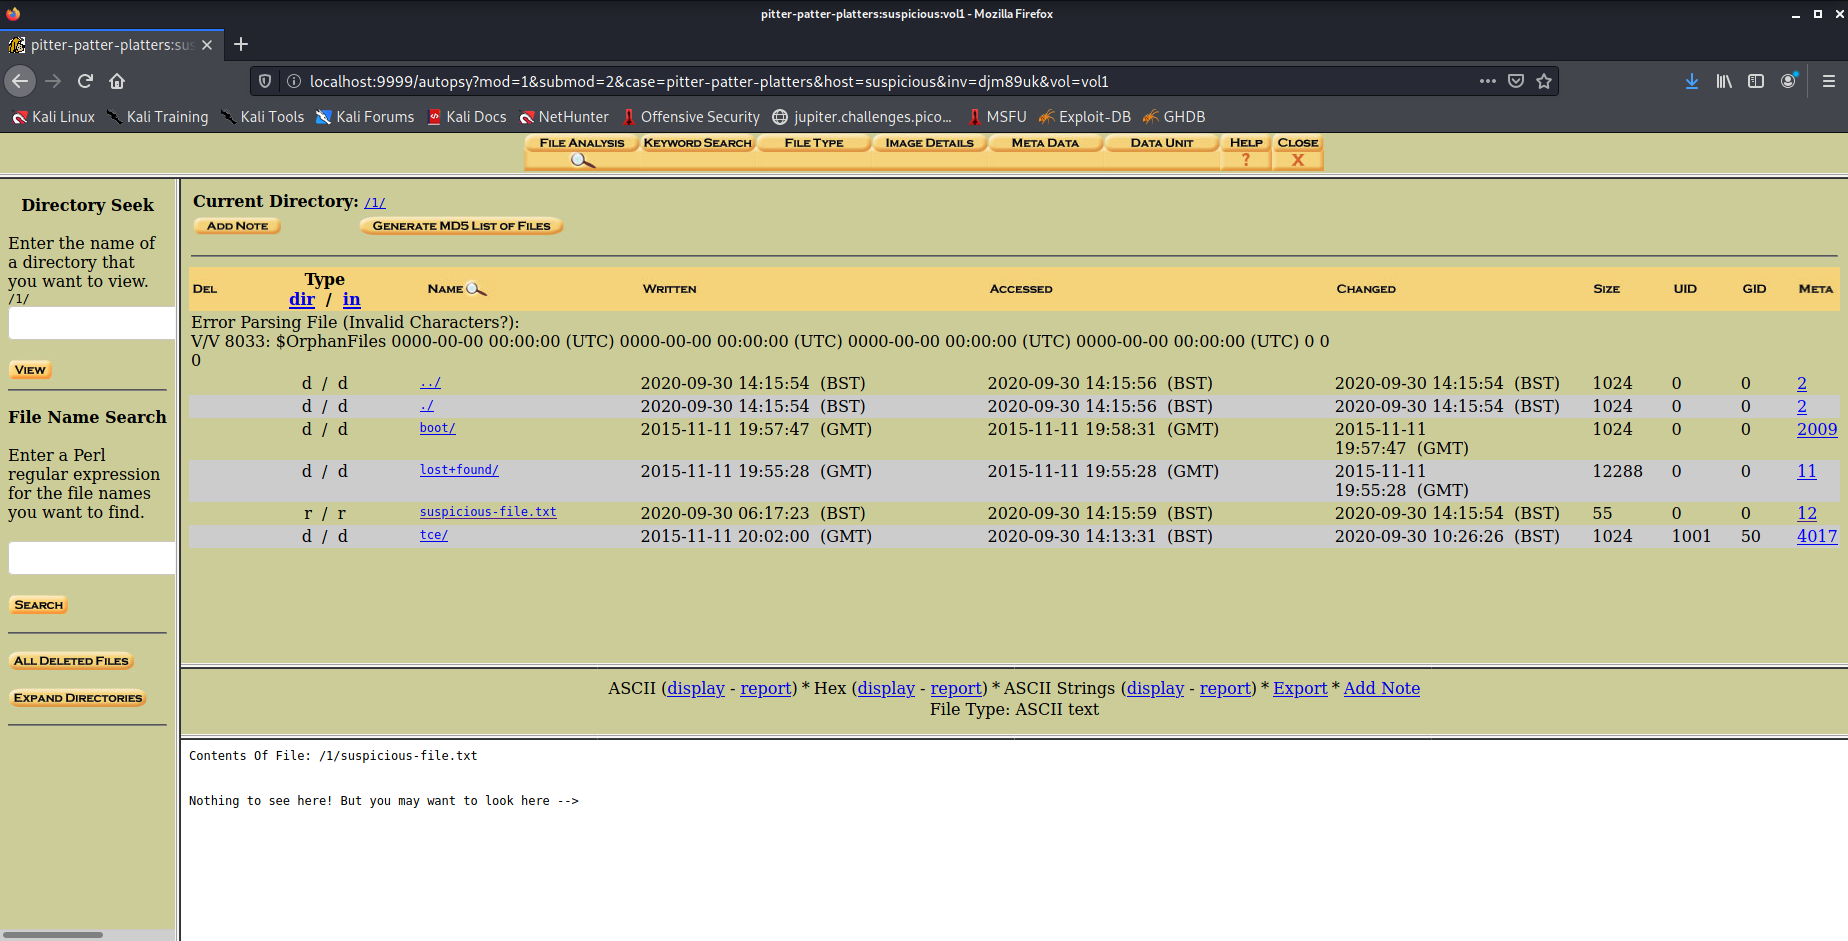 pitter-patter-platters:suspicious:vol1 - Mozilla Firefox
pitter-patter-platters:sus
localhost:9999/autopsy?mod=1&submod=2&case=pitter-patter-platters&host=suspicious&inv=djm89uk&vol=vol1
Kali Linux Kali Training Kali Tools Kali Forums Kali Docs NetHunter Offensive Security jupiter.challenges.pico... MSFU Exploit-DB GHDB
FILE ANALYSIS KEYWORD SEARCH FILE TYPE IMAGE DETAILS META DATA DATA UNIT HELP CLOSE
? X
Directory Seek
Enter the name of
a directory that
you want to view.
/1/
VIEW
File Name Search
Enter a Perl
regular expression
for the file names
you want to find.
SEARCH
ALL DELETED FILES
EXPAND DIRECTORIES
Current Directory: /1/
ADD NOTE GENERATE MD5 LIST OF FILES
DEL Type NAME WRITTEN ACCESSED CHANGED SIZE UID GID META
dir / in
Error Parsing File (Invalid Characters?):
V/V 8033: $OrphanFiles 0000-00-00 00:00:00 (UTC) 0000-00-00 00:00:00 (UTC) 0000-00-00 00:00:00 (UTC) 0000-00-00 00:00:00 (UTC) 0 0
0
d / d ../ 2020-09-30 14:15:54 (BST) 2020-09-30 14:15:56 (BST) 2020-09-30 14:15:54 (BST) 1024 0 0 2
d / d ./ 2020-09-30 14:15:54 (BST) 2020-09-30 14:15:56 (BST) 2020-09-30 14:15:54 (BST) 1024 0 0 2
d / d boot/ 2015-11-11 19:57:47 (GMT) 2015-11-11 19:58:31 (GMT) 2015-11-11 1024 0 0 2009
19:57:47 (GMT)
d / d lost+found/ 2015-11-11 19:55:28 (GMT) 2015-11-11 19:55:28 (GMT) 2015-11-11 12288 0 0 11
19:55:28 (GMT)
r / r suspicious-file.txt 2020-09-30 06:17:23 (BST) 2020-09-30 14:15:59 (BST) 2020-09-30 14:15:54 (BST) 55 0 0 12
d / d tce/ 2015-11-11 20:02:00 (GMT) 2020-09-30 14:13:31 (BST) 2020-09-30 10:26:26 (BST) 1024 1001 50 4017
ASCII (display - report) * Hex (display - report) * ASCII Strings (display - report) * Export * Add Note
File Type: ASCII text
Contents Of File: /1/suspicious-file.txt
Nothing to see here! But you may want to look here -->